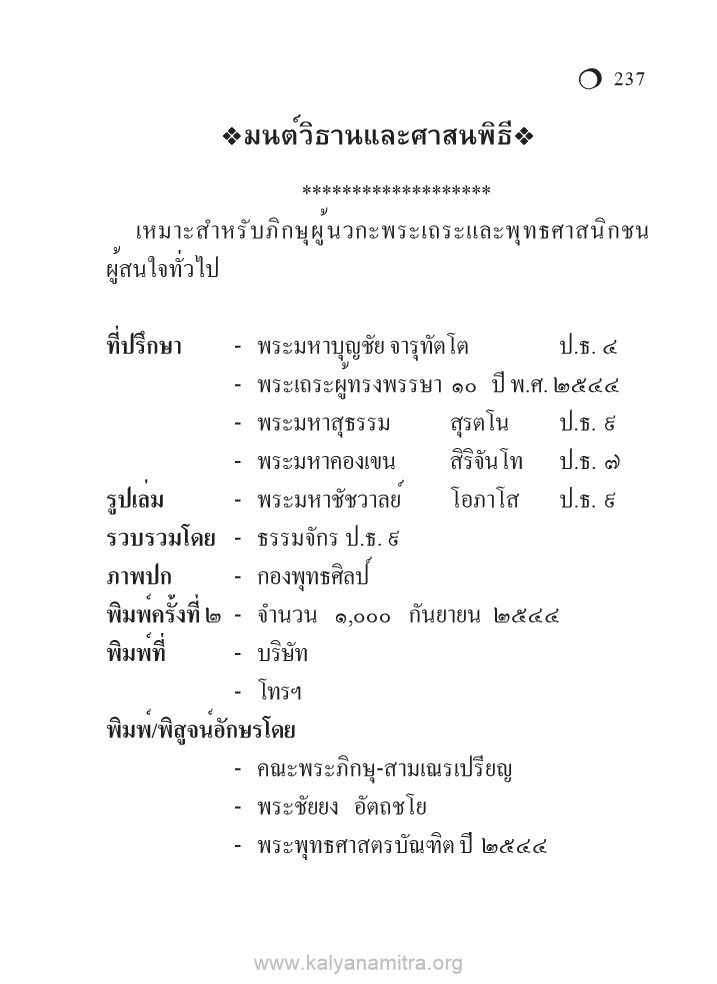 ❍ 237
❖มนต์วิธานและศาสนพิธี❖
*******************
เหมาะสำหรับภิกษุผู้นวกะพระเถระและพุทธศาสนิกชน
ผู้สนใจทั่วไป
ที่ปรึกษา - พระมหาบุญชัย จารุทัตโต ป.ธ. ๔
- พระเถระผู้ทรงพรรษา ๑๐ ปี พ.ศ. ๒๕๔๔
- พระมหาสุธรรม สุรตโน ป.ธ. ๙
- พระมหาคองเขน สิริจันโท ป.ธ. ๗
รูปเล่ม - พระมหาชัชวาลย์ โอภาโส ป.ธ. ๙
รวบรวมโดย - ธรรมจักร ป.ธ. ๙
ภาพปก - กองพุทธศิลป์
พิมพ์ครั้งที่ ๒ - จำนวน ๑,๐๐๐ กันยายน ๒๕๔๔
พิมพ์ที่ - บริษัท
- โทรฯ
พิมพ์/พิสูจน์อักษรโดย
- คณะพระภิกษุ-สามเณรเปรียญ
- พระชัยยง อัตถชโย
- พระพุทธศาสตรบัณฑิต ปี ๒๕๔๔
www.kalyanamitra.org